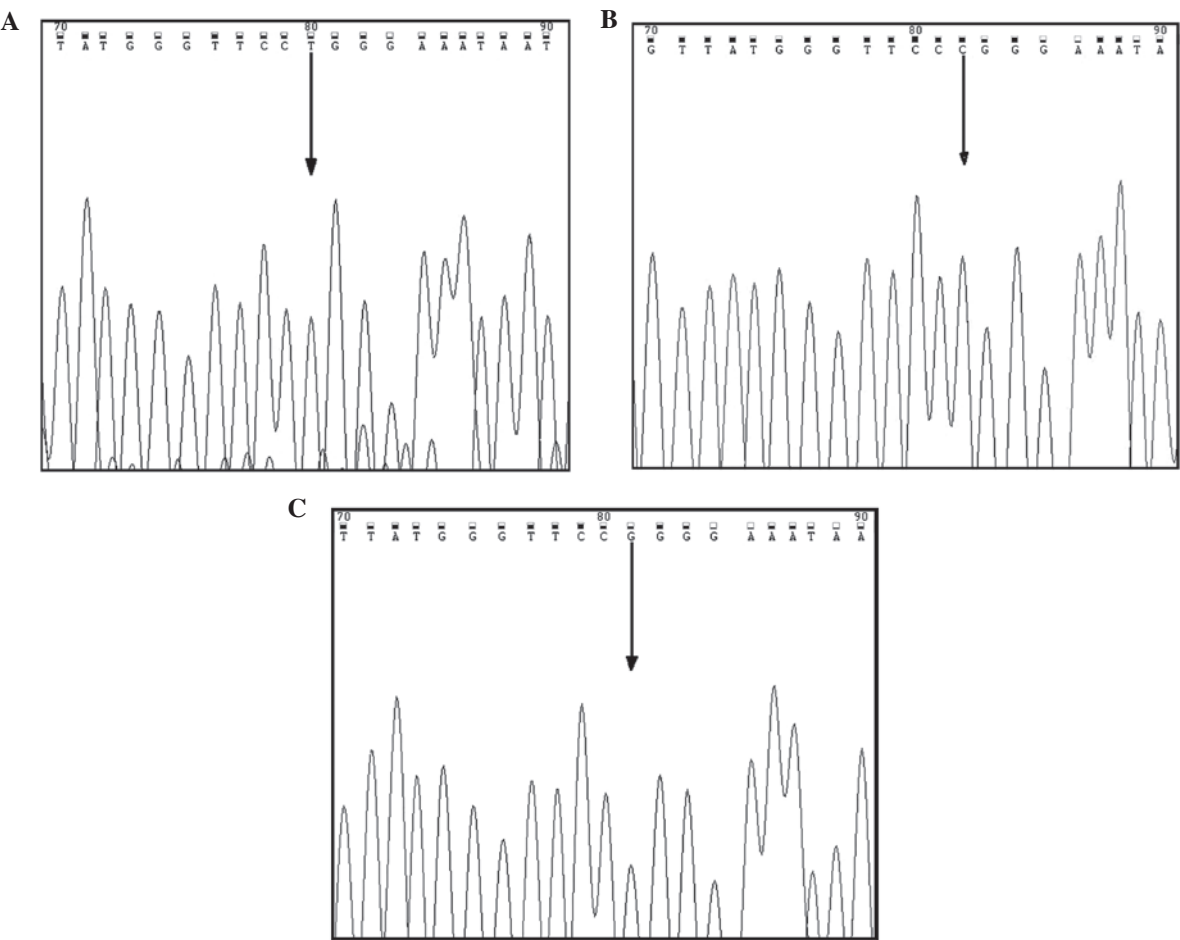 A
70 80 90
T A T G G G T T C C T G G G A A A T A A T
B
70 80 90
G T T A T G G G T T C C C G G G A A A T A
C
70 80 90
T T A T G G G T T C C G G G G A A A T A A